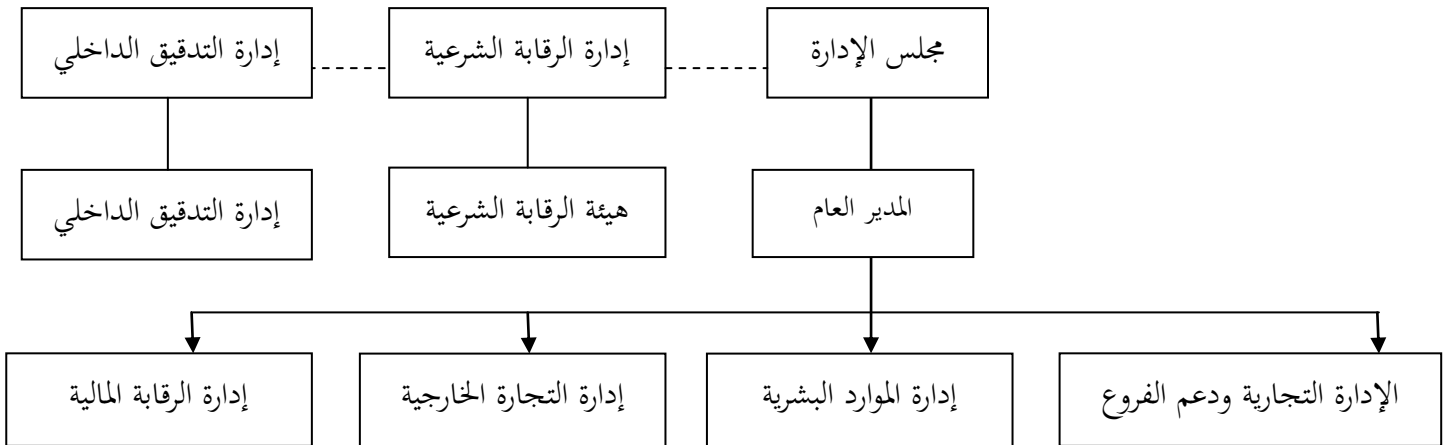 مجلس الإدارة
إدارة الرقابة الشرعية
إدارة التدقيق الداخلي
المدير العام
هيئة الرقابة الشرعية
إدارة التدقيق الداخلي
الإدارة التجارية ودعم الفروع
إدارة الموارد البشرية
إدارة التجارة الخارجية
إدارة الرقابة المالية